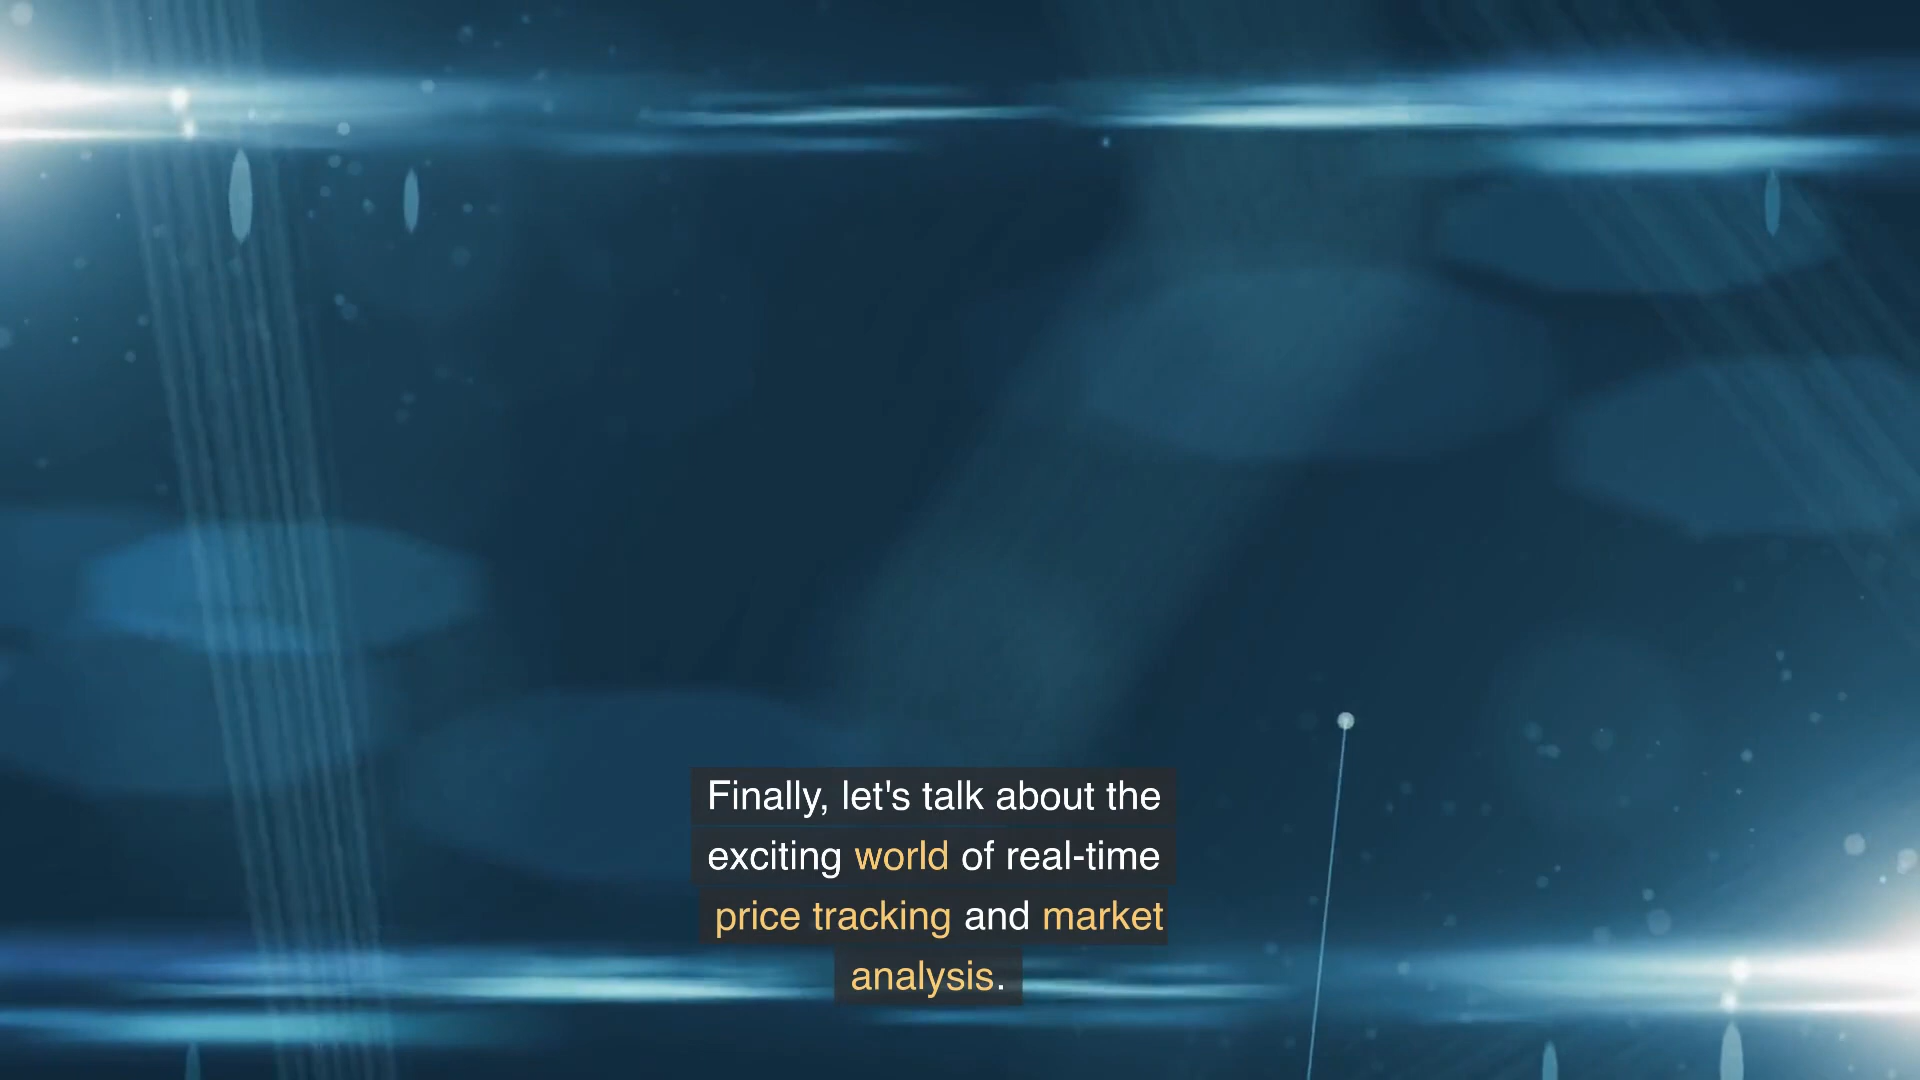 Finally, let's talk about the
exciting world of real-time
price tracking and market
analysis.